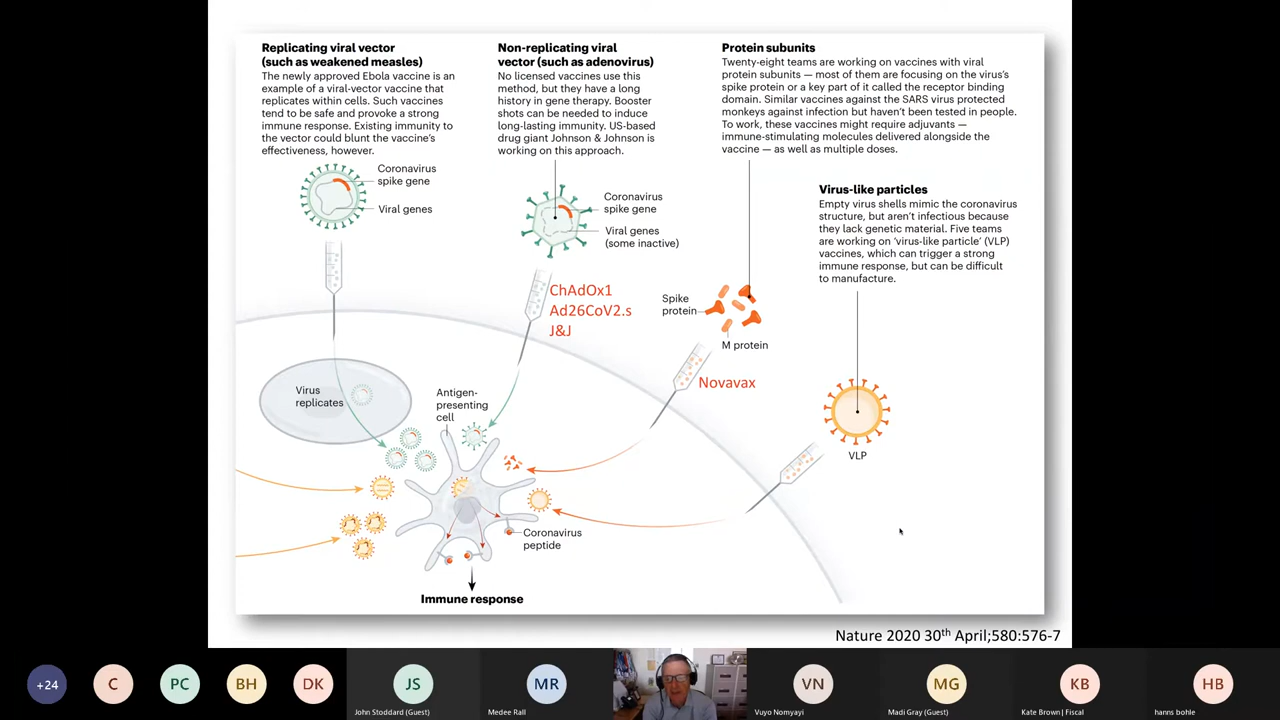 Replicating viral vector
(such as weakened measles)
The newly approved Ebola vaccine is an
example of a viral-vector vaccine that
replicates within cells. Such vaccines
tend to be safe and provoke a strong
immune response. Existing immunity to
the vector could blunt the vaccine's
effectiveness, however.
Coronavirus
spike gene
Viral genes
Non-replicating viral
vector (such as adenovirus)
No licensed vaccines use this
method, but they have a long
history in gene therapy. Booster
shots can be needed to induce
long-lasting immunity. US-based
drug giant Johnson & Johnson is
working on this approach.
Coronavirus
spike gene
Viral genes
(some inactive)
Protein subunits
Twenty-eight teams are working on vaccines with viral
protein subunits — most of them are focusing on the virus's
spike protein or a key part of it called the receptor binding
domain. Similar vaccines against the SARS virus protected
monkeys against infection but haven't been tested in people.
To work, these vaccines might require adjuvants —
immune-stimulating molecules delivered alongside the
vaccine — as well as multiple doses.
Virus-like particles
Empty virus shells mimic the coronavirus
structure, but aren't infectious because
they lack genetic material. Five teams
are working on ‘virus-like particle’ (VLP)
vaccines, which can trigger a strong
immune response, but can be difficult
to manufacture.
ChAdOx1
Ad26CoV2.s
J&J
Spike
protein
M protein
Novavax
VLP
Virus
replicates
Antigen-
presenting
cell
Coronavirus
peptide
Immune response
Nature 2020 30th April;580:576-7
+24
C
PC
BH
DK
JS
John Stoddard (Guest)
MR
Medee Rall
VN
Vuyo Nomyayi
MG
Madi Gray (Guest)
KB
Kate Brown | Fiscal
HB
hanns bohle